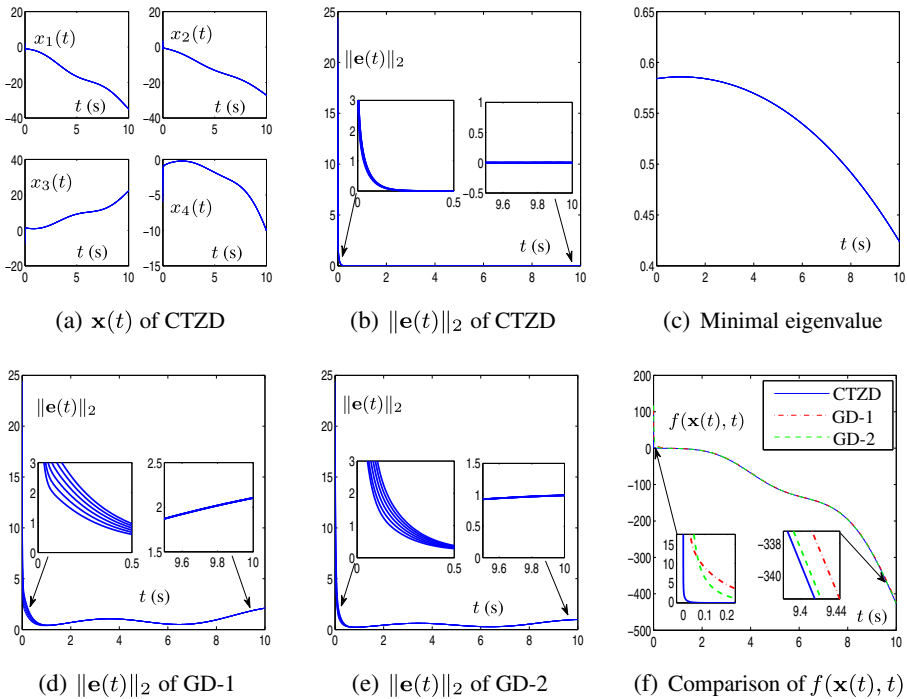 20
0
−20
−40
0 5 10
x₁(t)
t (s)
20
0
−20
−40
0 5 10
x₂(t)
t (s)
40
20
0
−20
0 5 10
x₃(t)
t (s)
0
−5
−10
−15
0 5 10
x₄(t)
t (s)
(a) x(t) of CTZD
25
20
15
10
5
0
0 2 4 6 8 10
‖e(t)‖₂
3
2
1
0
0 0.5
1
0.5
0
−0.5
9.6 9.8 10
t (s)
(b) ‖e(t)‖₂ of CTZD
0.65
0.6
0.55
0.5
0.45
0.4
0 2 4 6 8 10
t (s)
(c) Minimal eigenvalue
25
20
15
10
5
0
0 2 4 6 8 10
‖e(t)‖₂
3
2
1
0
0 0.5
2.5
2
1.5
9.6 9.8 10
t (s)
(d) ‖e(t)‖₂ of GD-1
25
20
15
10
5
0
0 2 4 6 8 10
‖e(t)‖₂
3
2
1
0
0 0.5
1.5
1
0.5
0
9.6 9.8 10
t (s)
(e) ‖e(t)‖₂ of GD-2
200
100
0
−100
−200
−300
−400
−500
0 2 4 6 8 10
f(x(t), t)
CTZD
GD-1
GD-2
15
10
5
0
0 0.1 0.2
−338
−340
9.4 9.44
t (s)
(f) Comparison of f(x(t), t)